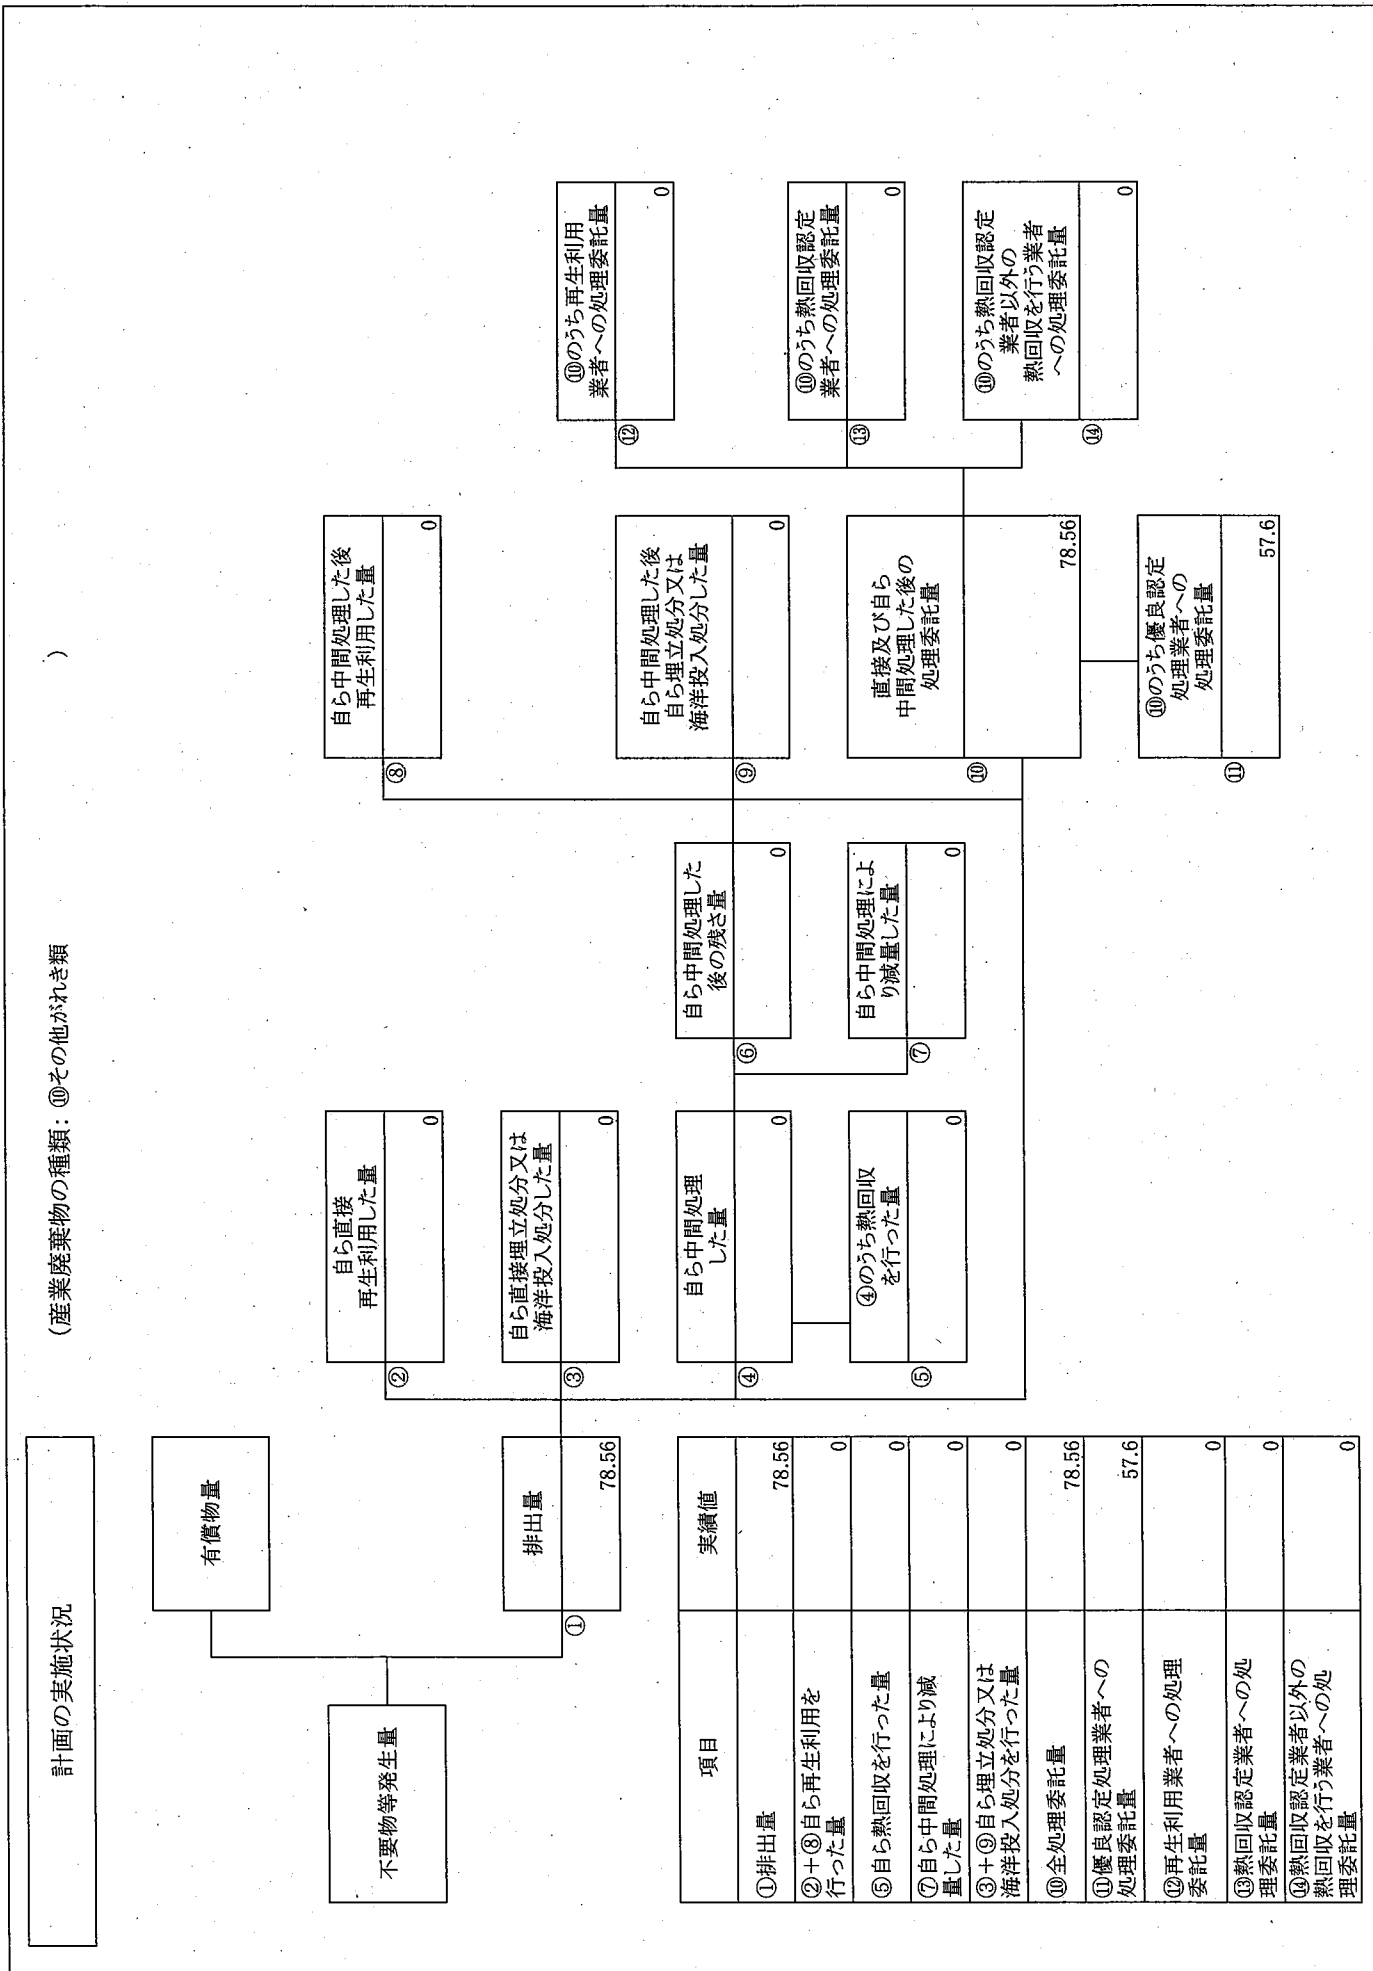 計画の実施状況
(産業廃棄物の種類:⑩その他がれき類
)
不要物等発生量
有償物量
排出量
①
78.56
自ら直接
再生利用した量
②
0
自ら直接埋立処分又は
海洋投入処分した量
③
0
自ら中間処理
した量
④
0
④のうち熱回収
を行った量
⑤
0
自ら中間処理した
後の残さ量
⑥
0
自ら中間処理によ
り減量した量
⑦
0
自ら中間処理した後
再生利用した量
⑧
0
自ら中間処理した後
自ら埋立処分又は
海洋投入処分した量
⑨
0
直接及び自ら
中間処理した後の
処理委託量
⑩
78.56
⑩のうち優良認定
処理業者への
処理委託量
⑪
57.6
⑩のうち再生利用
業者への処理委託量
⑫
0
⑩のうち熱回収認定
業者への処理委託量
⑬
0
⑩のうち熱回収認定
業者以外の
熱回収を行う業者
への処理委託量
⑭
0
項目
実績値
①排出量
78.56
②+⑧自ら再生利用を
行った量
0
⑤自ら熱回収を行った量
0
⑦自ら中間処理により減
量した量
0
③+⑨自ら埋立処分又は
海洋投入処分を行った量
0
⑩全処理委託量
78.56
⑪優良認定処理業者への
処理委託量
57.6
⑫再生利用業者への処理
委託量
0
⑬熱回収認定業者への処
理委託量
0
⑭熱回収認定業者以外の
熱回収を行う業者への処
理委託量
0